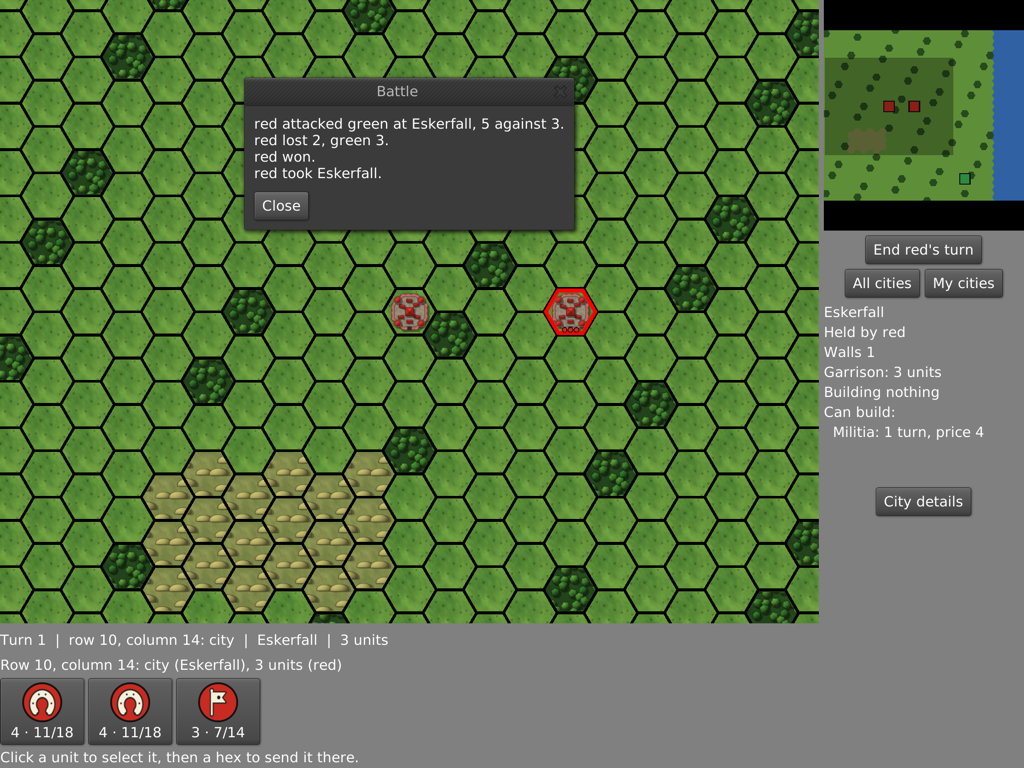 Battle
red attacked green at Eskerfall, 5 against 3.
red lost 2, green 3.
red won.
red took Eskerfall.
Close
End red's turn
All cities
My cities
Eskerfall
Held by red
Walls 1
Garrison: 3 units
Building nothing
Can build:
Militia: 1 turn, price 4
City details
Turn 1 | row 10, column 14: city | Eskerfall | 3 units
Row 10, column 14: city (Eskerfall), 3 units (red)
4 · 11/18
4 · 11/18
3 · 7/14
Click a unit to select it, then a hex to send it there.